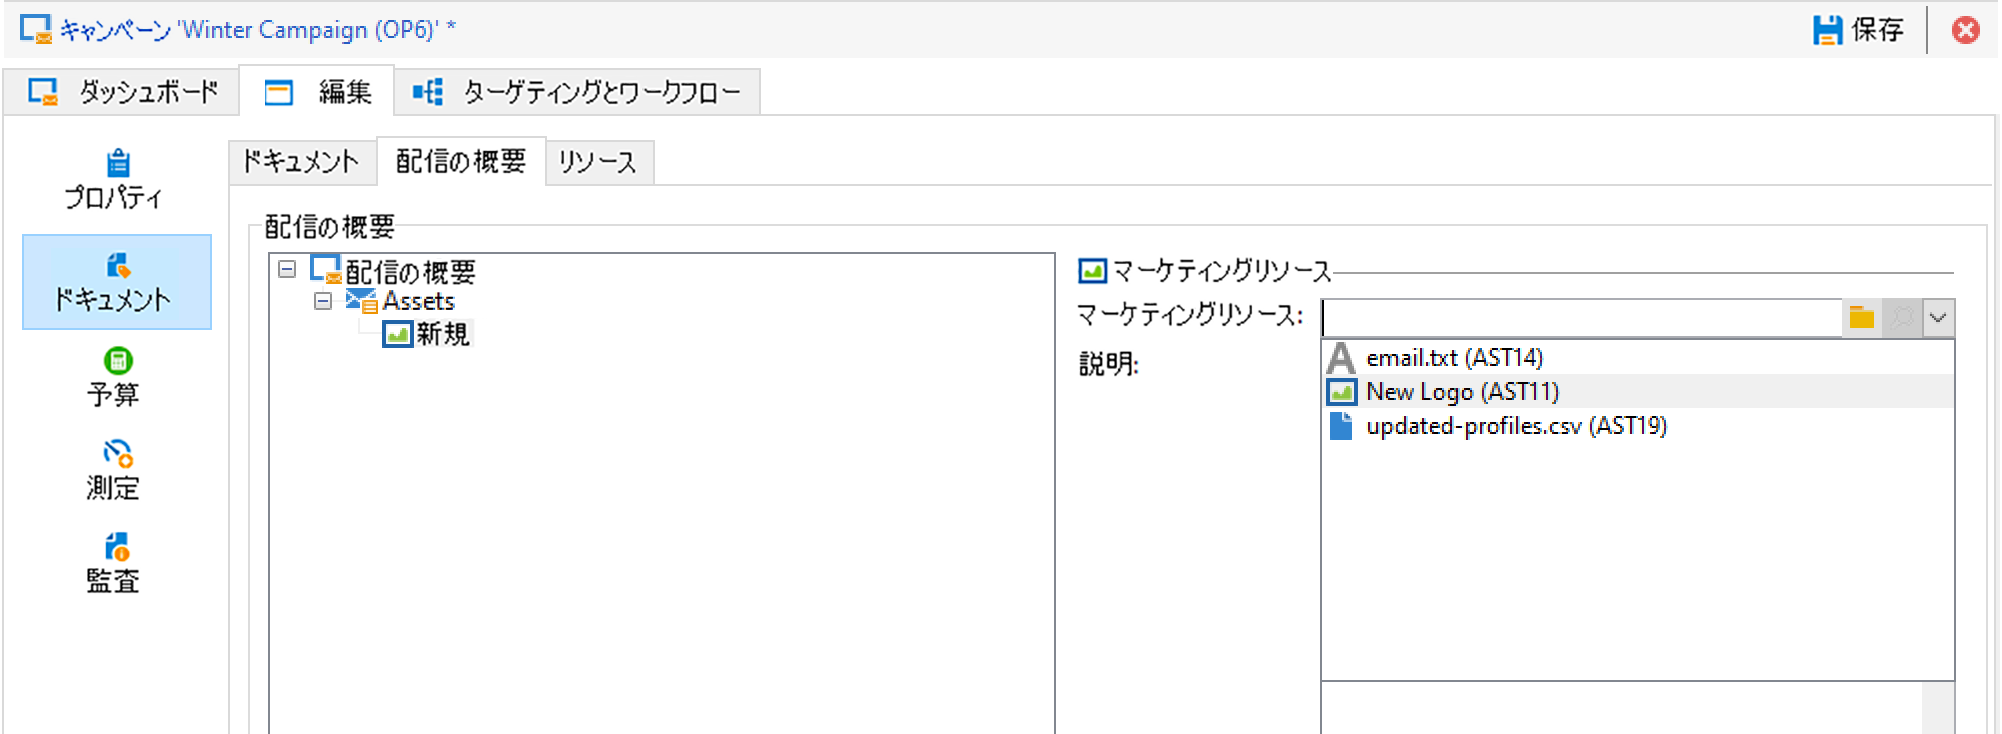 キャンペーン 'Winter Campaign (OP6)' *
保存
ダッシュボード
編集
ターゲティングとワークフロー
プロパティ
ドキュメント
予算
測定
監査
ドキュメント
配信の概要
リソース
配信の概要
配信の概要
Assets
新規
マーケティングリソース
マーケティングリソース:
説明:
email.txt (AST14)
New Logo (AST11)
updated-profiles.csv (AST19)